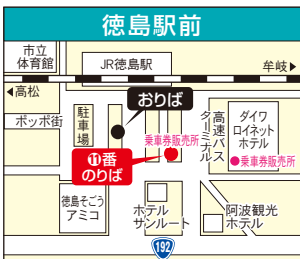 徳島駅前
市立
体育館
JR徳島駅
牟岐▶
◀高松
ポッポ街
駐車場
おりば
乗車券販売所
⓫番
のりば
高速バス
ターミナル
ダイワ
ロイネット
ホテル
●乗車券販売所
徳島そごう
アミコ
ホテル
サンルート
阿波観光
ホテル
192